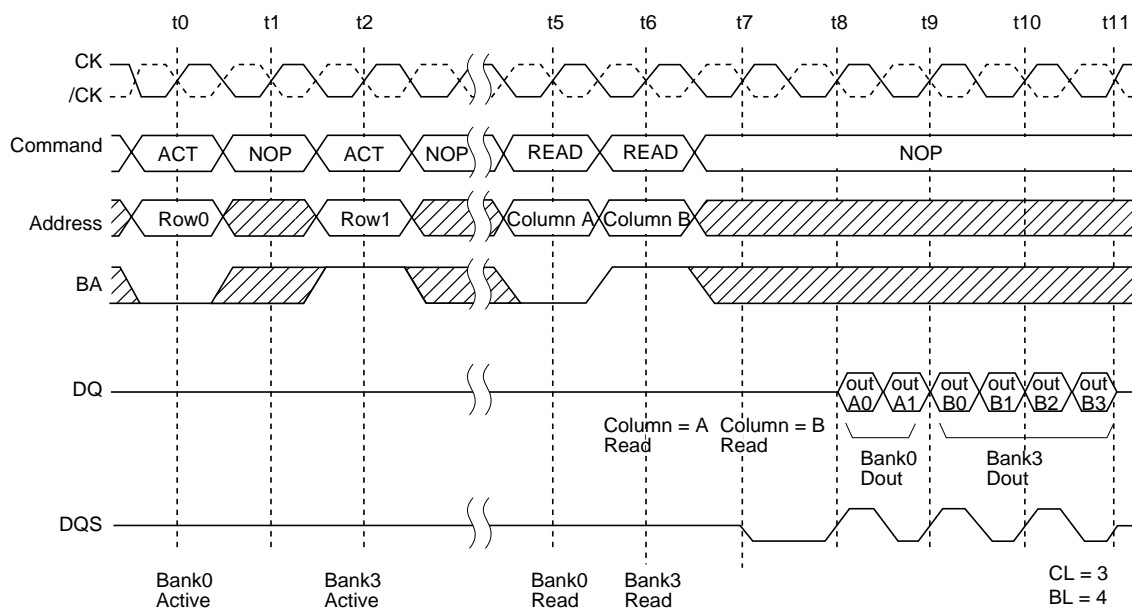 t0 t1 t2 t5 t6 t7 t8 t9 t10 t11
CK
/CK
Command ACT NOP ACT NOP READ READ NOP
Address Row0 Row1 Column A Column B
BA
DQ out out out out out out
A0 A1 B0 B1 B2 B3
Column = A Column = B
Read Read
Bank0 Bank3
Dout Dout
DQS
Bank0 Bank3 Bank0 Bank3
Active Active Read Read
CL = 3
BL = 4